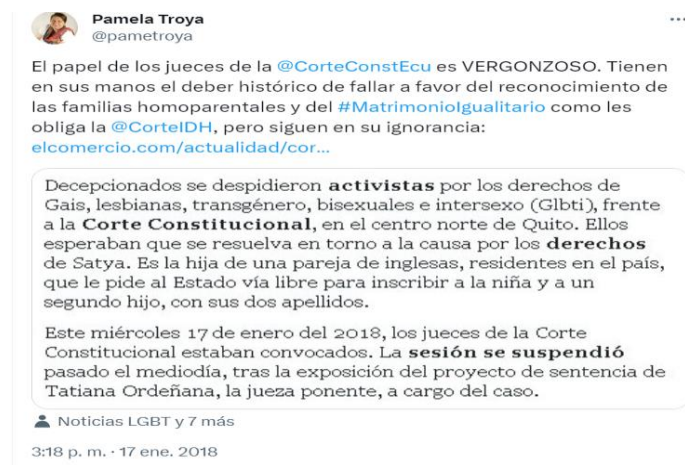 Pamela Troya
@pametroya
El papel de los jueces de la @CorteConstEcu es VERGONZOSO. Tienen
en sus manos el deber histórico de fallar a favor del reconocimiento de
las familias homoparentales y del #MatrimonioIgualitario como les
obliga la @CorteIDH, pero siguen en su ignorancia:
elcomercio.com/actualidad/cor...
Decepcionados se despidieron activistas por los derechos de
Gais, lesbianas, transgénero, bisexuales e intersexo (Glbti), frente
a la Corte Constitucional, en el centro norte de Quito. Ellos
esperaban que se resuelva en torno a la causa por los derechos
de Satya. Es la hija de una pareja de inglesas, residentes en el país,
que le pide al Estado vía libre para inscribir a la niña y a un
segundo hijo, con sus dos apellidos.
Este miércoles 17 de enero del 2018, los jueces de la Corte
Constitucional estaban convocados. La sesión se suspendió
pasado el mediodía, tras la exposición del proyecto de sentencia de
Tatiana Ordeñana, la jueza ponente, a cargo del caso.
Noticias LGBT y 7 más
3:18 p. m. · 17 ene. 2018